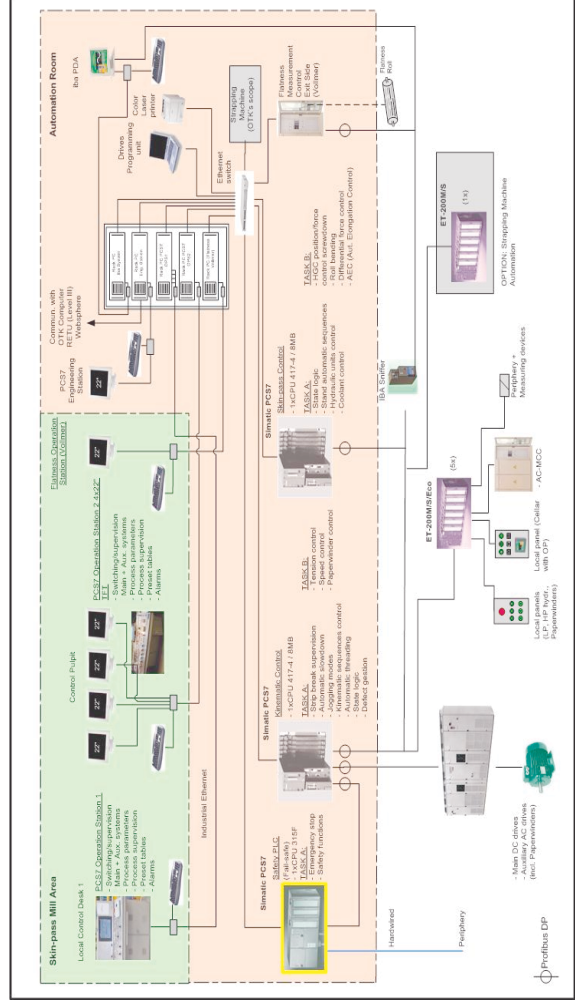 Skin-pass Mill Area
Local Control Desk 1
PCS7 Operation Station 1
- Switching/supervision
- Main + Aux. systems
- Process parameters
- Process supervision
- Preset tables
- Alarms
Control Pulpit
22"
22"
22"
22"
PCS7 Operation Station 2 4x22"
TFT
- Switching/supervision
- Main + Aux. systems
- Process parameters
- Process supervision
- Preset tables
- Alarms
Flatness Operation
Station (Vollmer)
22"
Industrial Ethernet
Automation Room
PCS7
Engineering
Station
22"
Commun. with
OTK Computer
RETU (Level III)
Websphere
Drives
Programming
unit
Color
Laser
printer
Iba PDA
Ethernet
switch
Strapping
Machine
(OTK's scope)
Flatness
Measurement
Control
Exit Side
(Vollmer)
Flatness
Roll
Simatic PCS7
Safety PLC
(Fail-safe)
- 1xCPU 315F
TASK A:
- Emergency stop
- Safety functions
Simatic PCS7
Kinematic Control
- 1xCPU 417-4 / 8MB
TASK A:
- Strip break supervision
- Automatic slowdown
- Jogging modes
- Kinematic sequences control
- Automatic threading
- State logic
- Defect gestion
TASK B:
- Tension control
- Speed control
- Paperwinder control
Simatic PCS7
Skin-pass Control
- 1xCPU 417-4 / 8MB
TASK A:
- State logic
- Stand automatic sequences
- Hydraulic units control
- Coolant control
TASK B:
- HGC position/force
control screwdown
- Roll bending
- Differential force control
- AEC (Aut. Elongation Control)
IBA Sniffer
Hardwired
Periphery
- Main DC drives
- Auxiliary AC drives
(Incl. Paperwinders)
Local panels
(LP, HP hydr.,
Paperwinders)
Local panel (Cellar
with OP)
ET-200M/S/Eco
(5x)
- AC-MCC
Periphery +
Measuring devices
ET-200M/S
(1x)
OPTION: Strapping Machine
Automation
Profibus DP